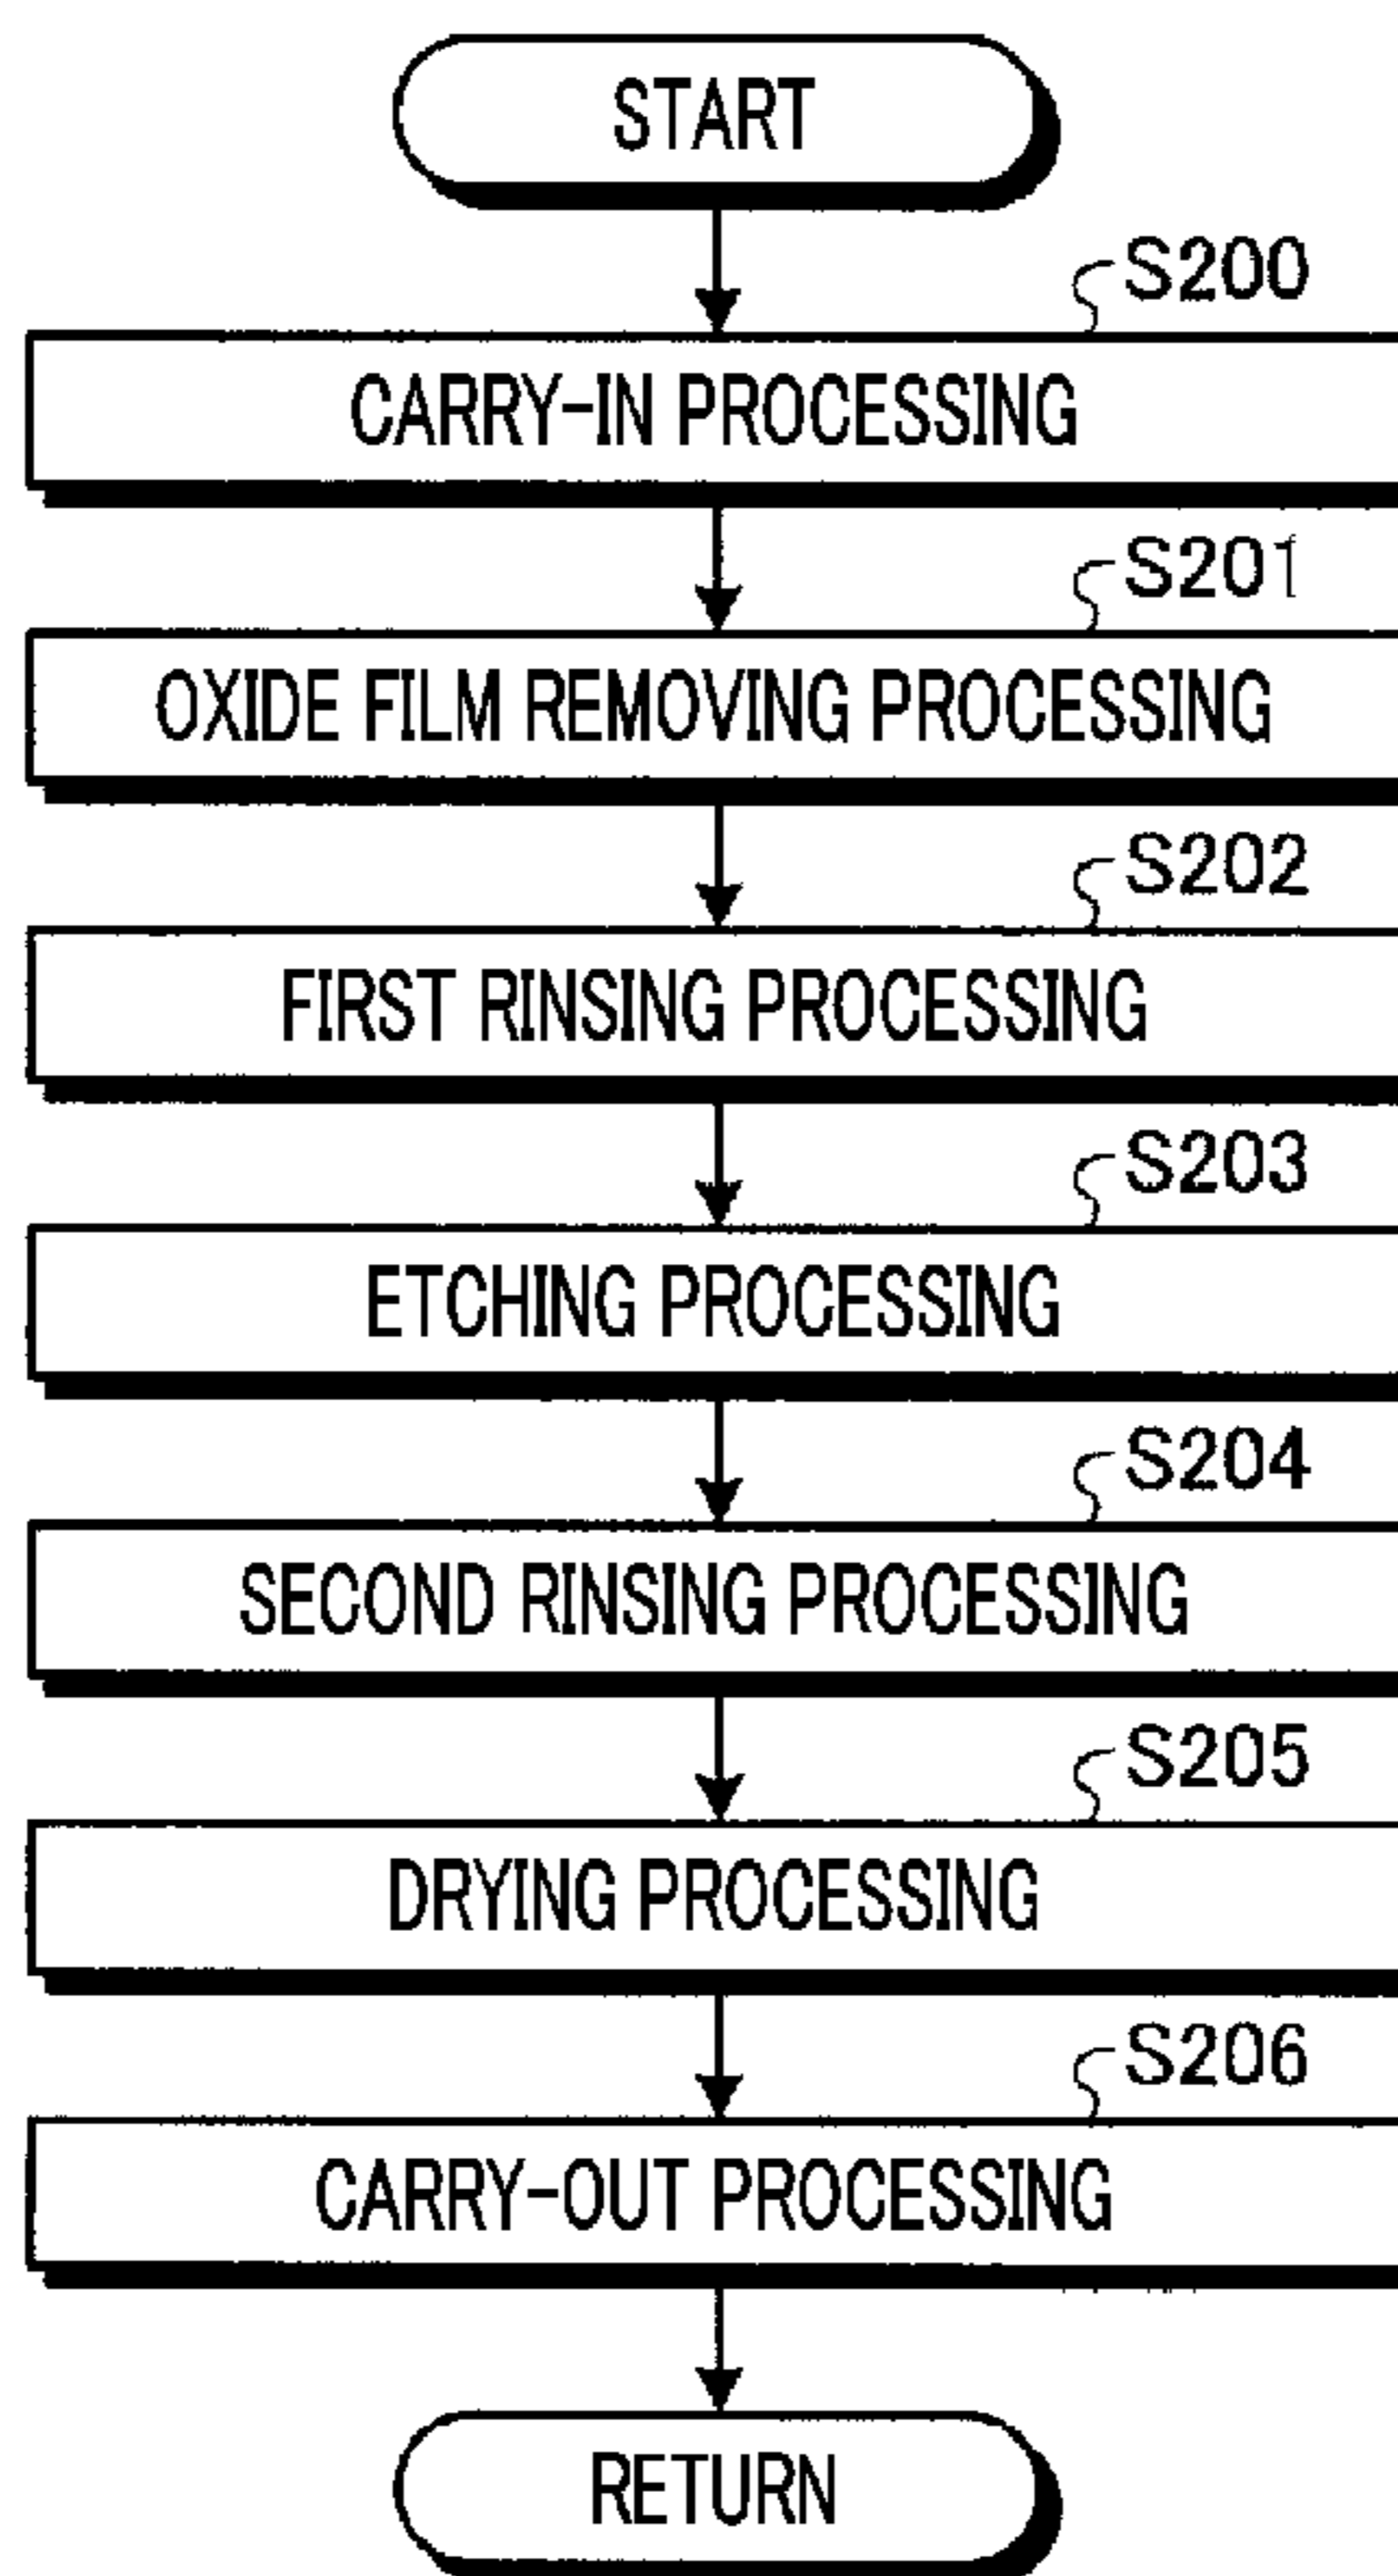 START
S200
CARRY-IN PROCESSING
S201
OXIDE FILM REMOVING PROCESSING
S202
FIRST RINSING PROCESSING
S203
ETCHING PROCESSING
S204
SECOND RINSING PROCESSING
S205
DRYING PROCESSING
S206
CARRY-OUT PROCESSING
RETURN